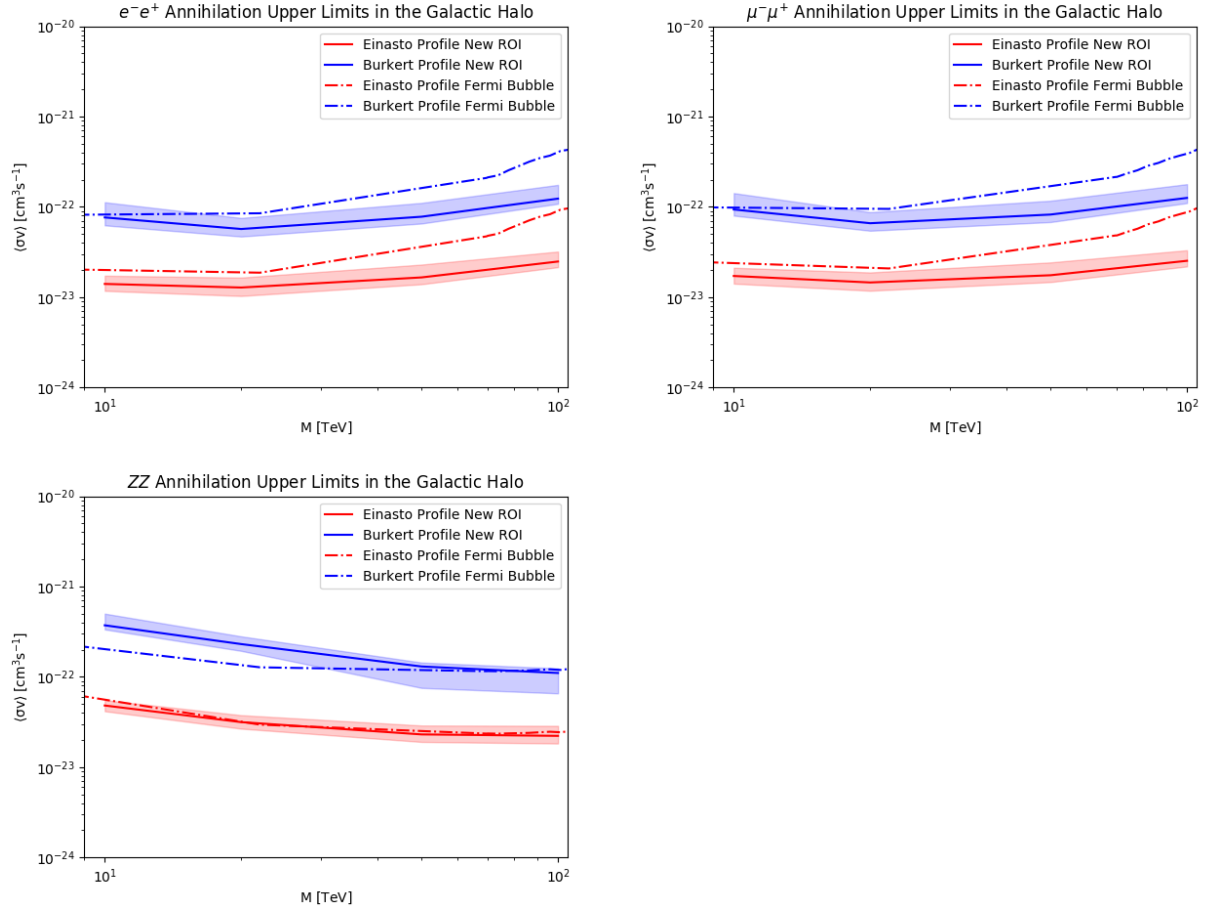 e⁻e⁺ Annihilation Upper Limits in the Galactic Halo
10⁻²⁰
10⁻²¹
10⁻²²
10⁻²³
10⁻²⁴
⟨σv⟩ [cm³s⁻¹]
Einasto Profile New ROI
Burkert Profile New ROI
Einasto Profile Fermi Bubble
Burkert Profile Fermi Bubble
10¹
10²
M [TeV]
μ⁻μ⁺ Annihilation Upper Limits in the Galactic Halo
10⁻²⁰
10⁻²¹
10⁻²²
10⁻²³
10⁻²⁴
⟨σv⟩ [cm³s⁻¹]
Einasto Profile New ROI
Burkert Profile New ROI
Einasto Profile Fermi Bubble
Burkert Profile Fermi Bubble
10¹
10²
M [TeV]
ZZ Annihilation Upper Limits in the Galactic Halo
10⁻²⁰
10⁻²¹
10⁻²²
10⁻²³
10⁻²⁴
⟨σv⟩ [cm³s⁻¹]
Einasto Profile New ROI
Burkert Profile New ROI
Einasto Profile Fermi Bubble
Burkert Profile Fermi Bubble
10¹
10²
M [TeV]